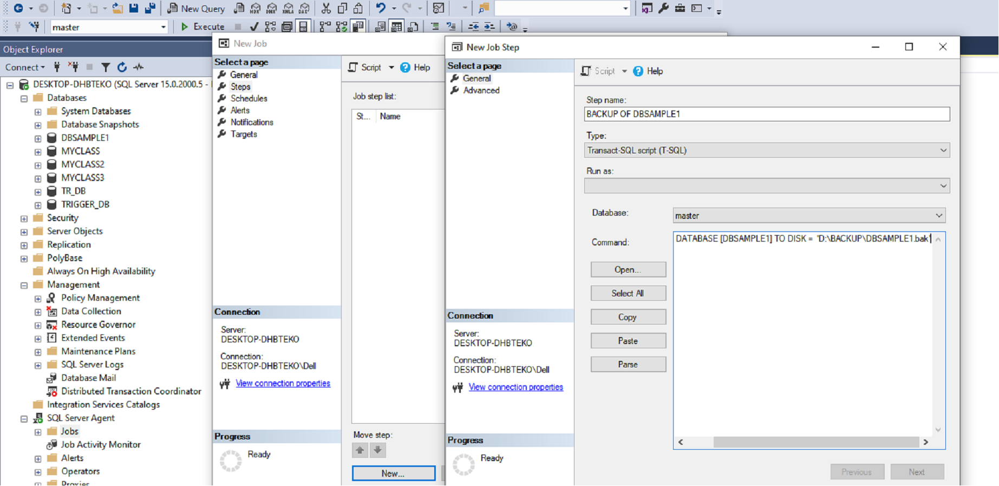 New Query
MDX
DMX
XMLA
DAX
master
Execute
Object Explorer
Connect
DESKTOP-DHBTEKO (SQL Server 15.0.2000.5 -
Databases
System Databases
Database Snapshots
DBSAMPLE1
MYCLASS
MYCLASS2
MYCLASS3
TR_DB
TRIGGER_DB
Security
Server Objects
Replication
PolyBase
Always On High Availability
Management
Policy Management
Data Collection
Resource Governor
Extended Events
Maintenance Plans
SQL Server Logs
Database Mail
Distributed Transaction Coordinator
Integration Services Catalogs
SQL Server Agent
Jobs
Job Activity Monitor
Alerts
Operators
Proxies
New Job
Select a page
General
Steps
Schedules
Alerts
Notifications
Targets
Connection
Server:
DESKTOP-DHBTEKO
Connection:
DESKTOP-DHBTEKO\Dell
View connection properties
Progress
Ready
Script
Help
Job step list:
St... Name
Move step:
New...
New Job Step
Select a page
General
Advanced
Connection
Server:
DESKTOP-DHBTEKO
Connection:
DESKTOP-DHBTEKO\Dell
View connection properties
Progress
Ready
Script
Help
Step name:
BACKUP OF DBSAMPLE1
Type:
Transact-SQL script (T-SQL)
Run as:
Database:
master
Command:
DATABASE [DBSAMPLE1] TO DISK = 'D:\BACKUP\DBSAMPLE1.bak'
Open...
Select All
Copy
Paste
Parse
Previous
Next